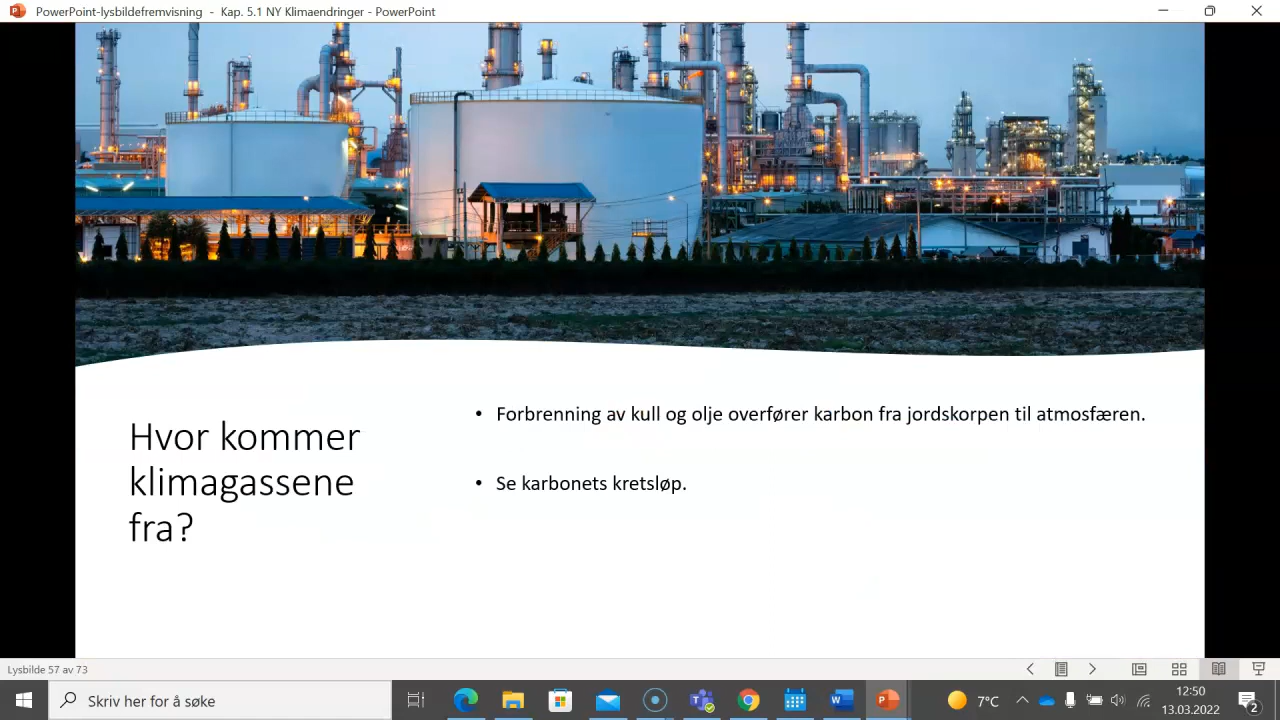 PowerPoint-lysbildefremvisning - Kap. 5.1 NY Klimaendringer - PowerPoint
Hvor kommer
klimagassene
fra?
• Forbrenning av kull og olje overfører karbon fra jordskorpen til atmosfæren.
• Se karbonets kretsløp.
Lysbilde 57 av 73
Skriv her for å søke
7°C
12:50
13.03.2022
2